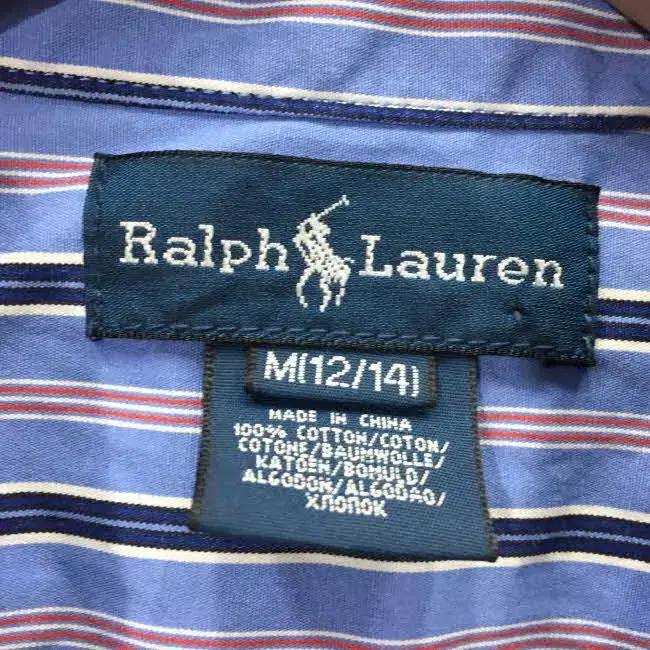 Ralph Lauren
M(12/14)
MADE IN CHINA
100% COTTON/COTON/
COTONE/BAUMWOLLE/
KATOEN/BOMULD/
ALGODON/ALGODAO/
ХЛОПОК